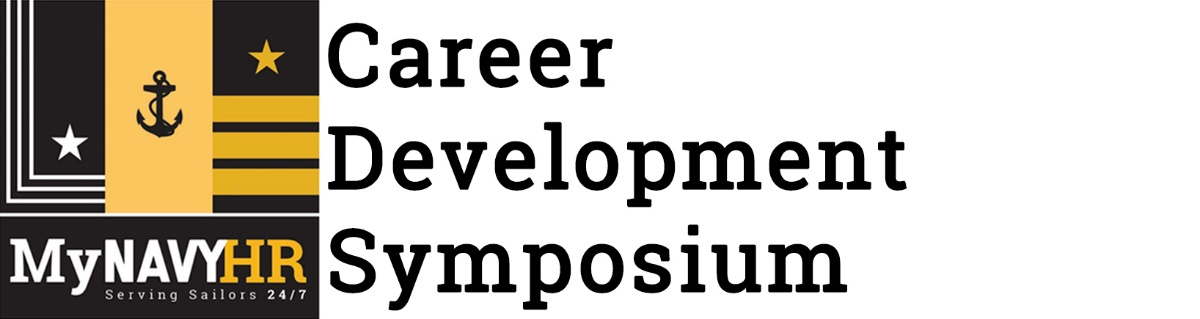 MyNAVYHR
Serving Sailors 24/7
Career
Development
Symposium